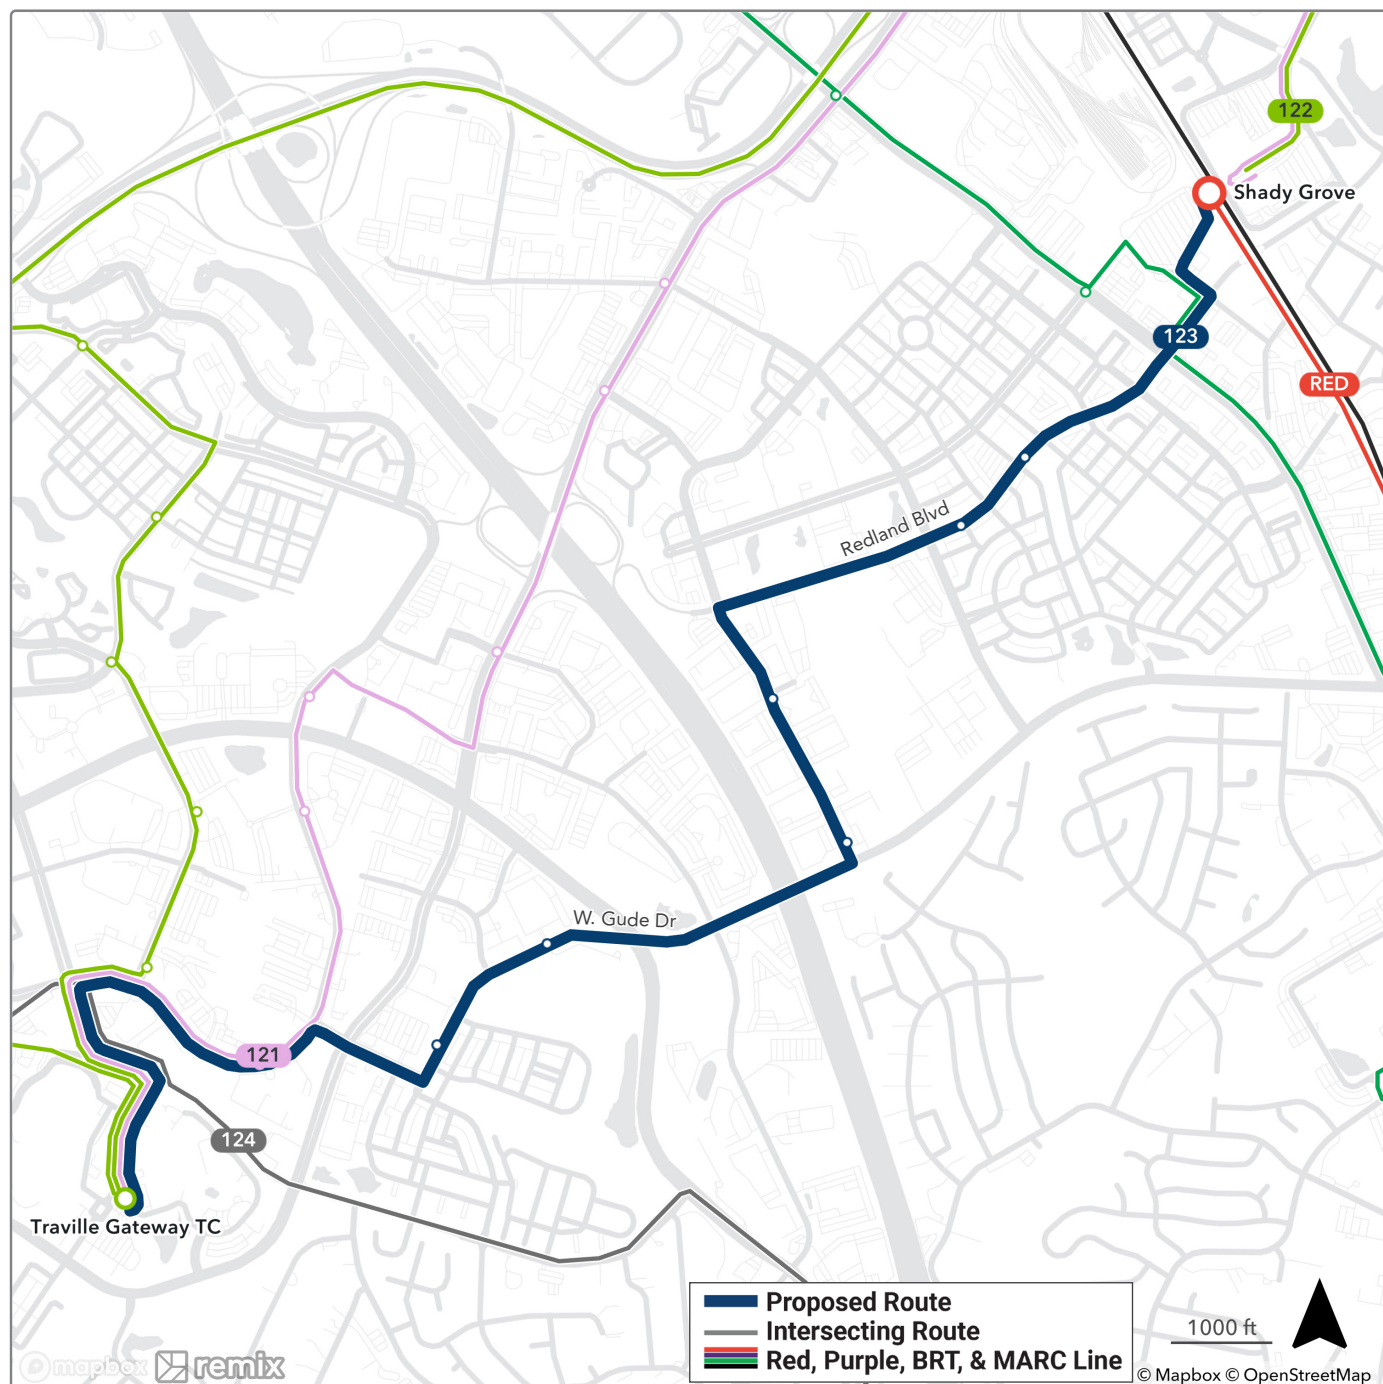 122
Shady Grove
123
RED
Redland Blvd
W. Gude Dr
121
124
Traville Gateway TC
Proposed Route
Intersecting Route
Red, Purple, BRT, & MARC Line
1000 ft
mapbox
remix
© Mapbox © OpenStreetMap